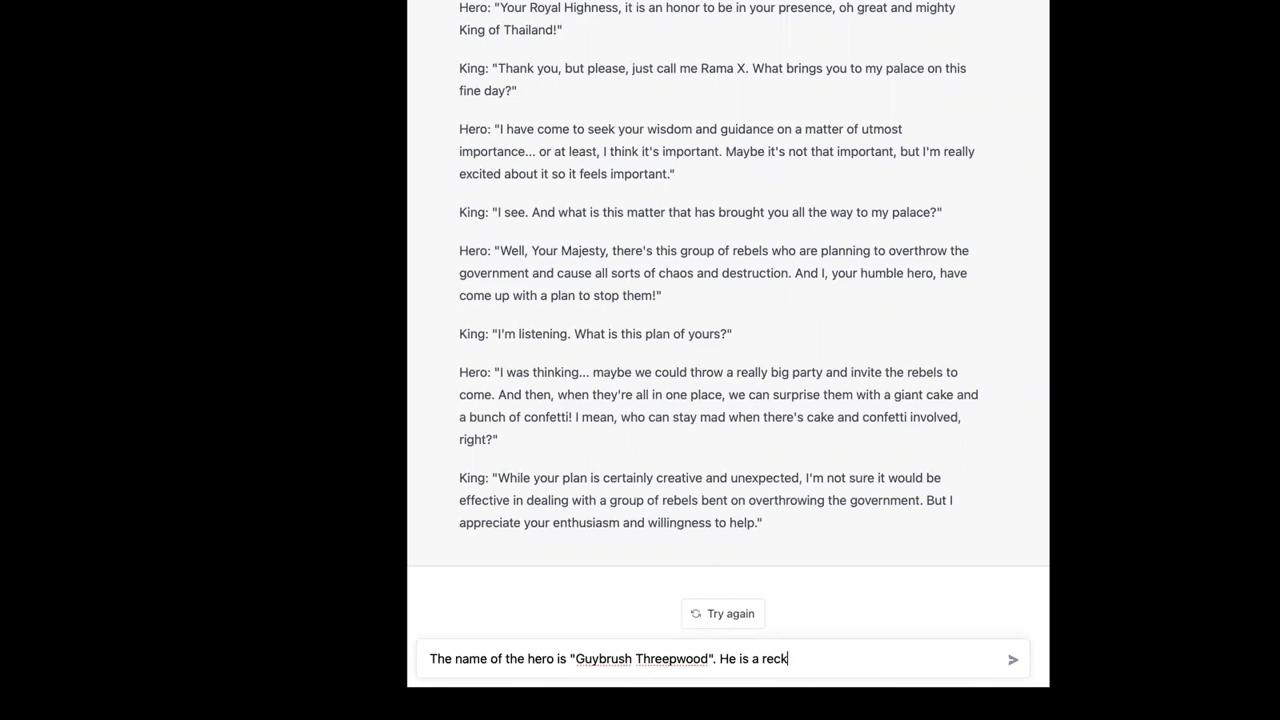 Hero: "Your Royal Highness, it is an honor to be in your presence, oh great and mighty
King of Thailand!"
King: "Thank you, but please, just call me Rama X. What brings you to my palace on this
fine day?"
Hero: "I have come to seek your wisdom and guidance on a matter of utmost
importance... or at least, I think it's important. Maybe it's not that important, but I'm really
excited about it so it feels important."
King: "I see. And what is this matter that has brought you all the way to my palace?"
Hero: "Well, Your Majesty, there's this group of rebels who are planning to overthrow the
government and cause all sorts of chaos and destruction. And I, your humble hero, have
come up with a plan to stop them!"
King: "I'm listening. What is this plan of yours?"
Hero: "I was thinking... maybe we could throw a really big party and invite the rebels to
come. And then, when they're all in one place, we can surprise them with a giant cake and
a bunch of confetti! I mean, who can stay mad when there's cake and confetti involved,
right?"
King: "While your plan is certainly creative and unexpected, I'm not sure it would be
effective in dealing with a group of rebels bent on overthrowing the government. But I
appreciate your enthusiasm and willingness to help."
Try again
The name of the hero is "Guybrush Threepwood". He is a reck